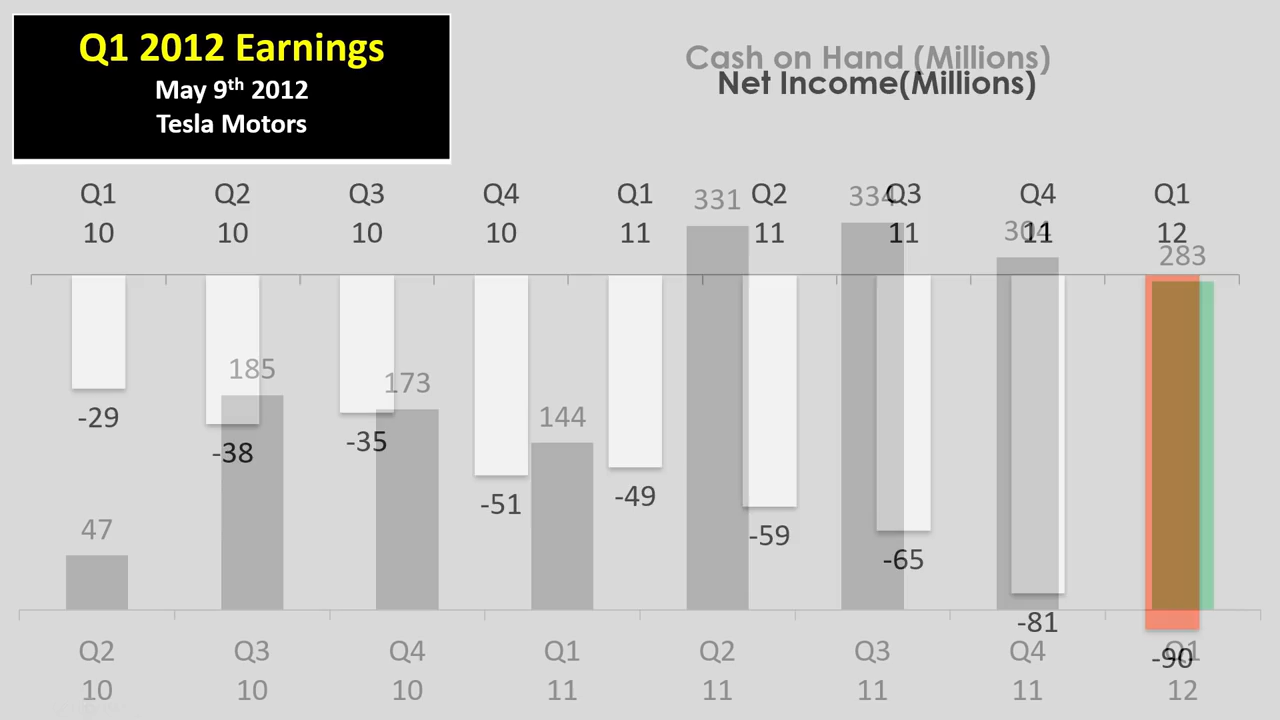 Q1 2012 Earnings
May 9th 2012
Tesla Motors
Cash on Hand (Millions)
Net Income(Millions)
Q1 Q2 Q3 Q4 Q1 Q2 Q3 Q4 Q1
10 10 10 10 11 11 11 11 12
331 334 304 283
185 173 144 47
-29 -38 -35 -51 -49 -59 -65 -81 -90
Q2 Q3 Q4 Q1 Q2 Q3 Q4 Q1
10 10 10 11 11 11 11 12